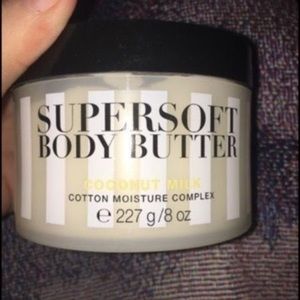 SUPERSOFT
BODY BUTTER
COCONUT MILK
COTTON MOISTURE COMPLEX
℮ 227 g/8 oz